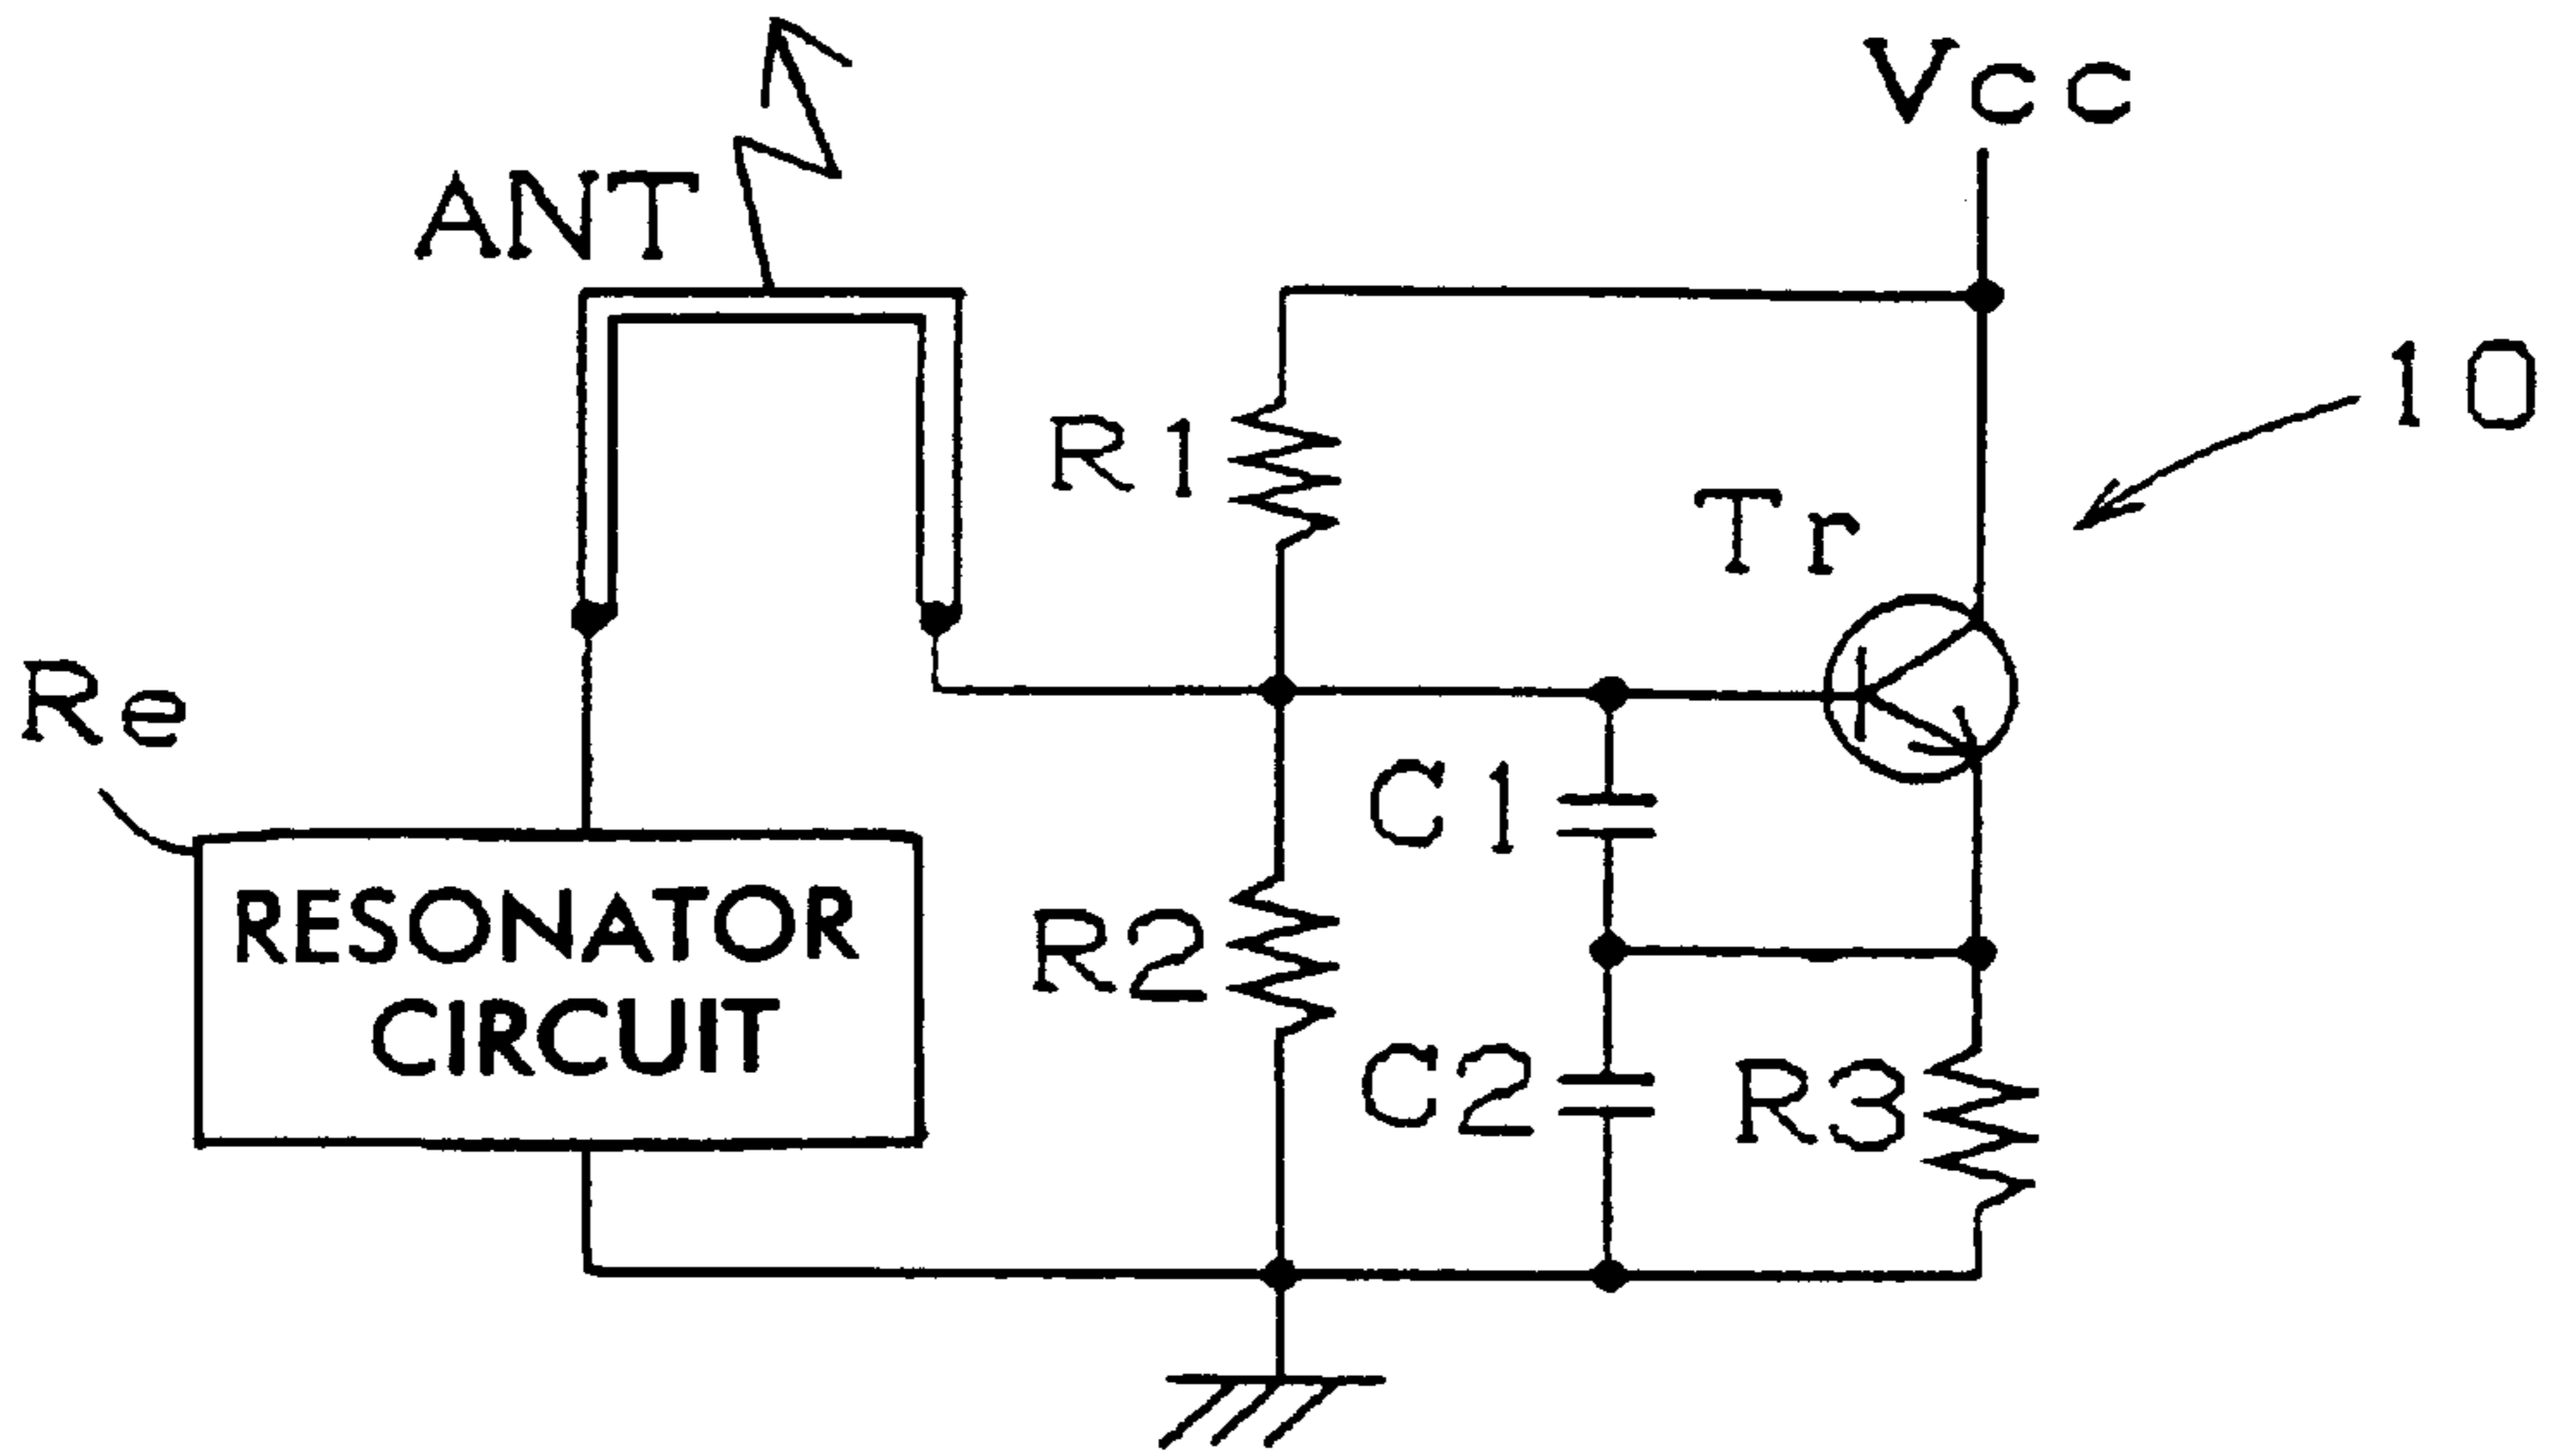 Vcc
ANT
10
R1
Tr
Re
C1
RESONATOR
CIRCUIT
R2
C2
R3